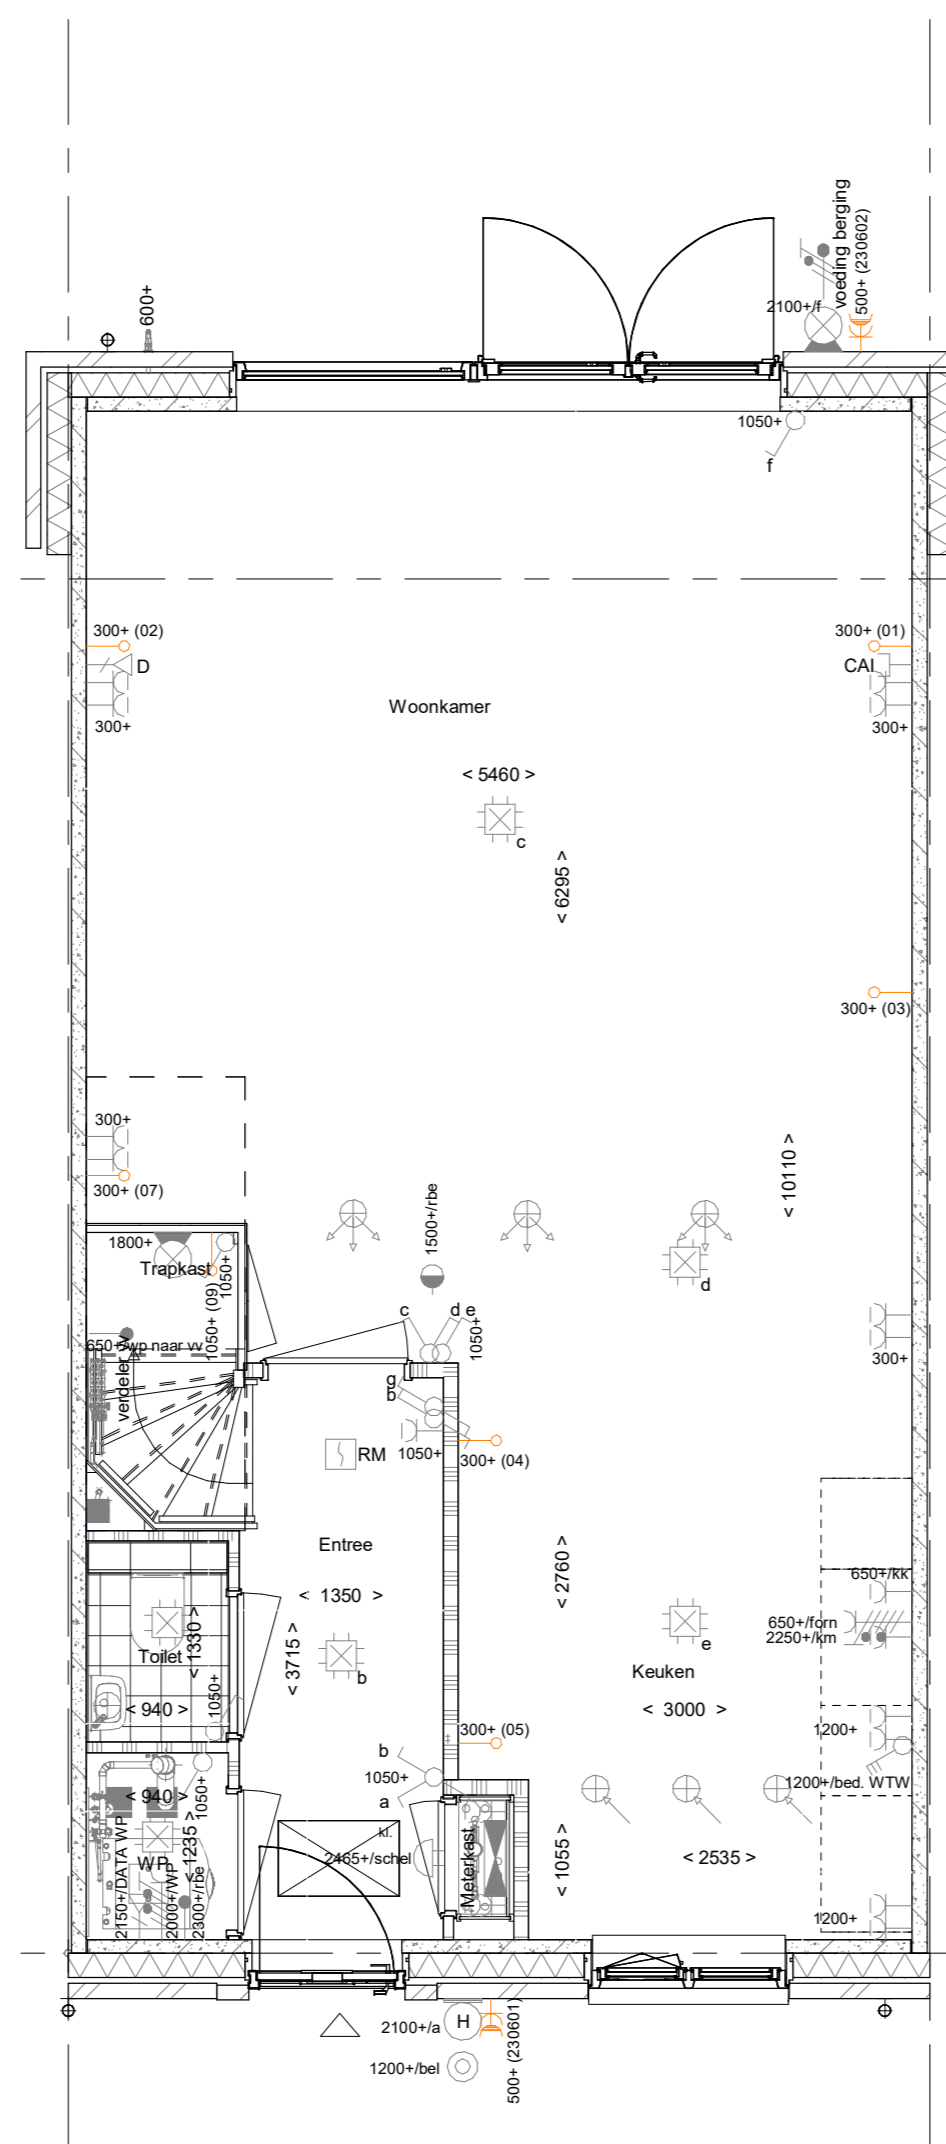 voeding berging
500+ (230602)
600+
2100+/f
1050+
f
300+ (02)
D
300+
300+ (01)
CAI
300+
Woonkamer
< 5460 >
c
< 6295 >
300+ (03)
300+
300+ (07)
< 10110 >
1500+/rbe
1800+
Trapkast
1050+
1050+ (09)
d
c
d e
1050+
650+/wp naar vv
300+
g
b
1050+
RM
300+ (04)
Entree
< 1350 >
< 2760 >
650+/kk
650+/forn
2250+/km
Toilet
< 1330 >
< 3715 >
b
e
Keuken
< 940 >
1050+
< 3000 >
300+ (05)
1200+
b
1050+
a
1200+/bed. WTW
< 940 >
1050+
< 1235 >
WP
2150+/DATA WP
2000+/WP
2300+/rbe
kl.
2465+/schel
Meterkast
< 1055 >
< 2535 >
1200+
2100+/a
H
1200+/bel
500+ (230601)